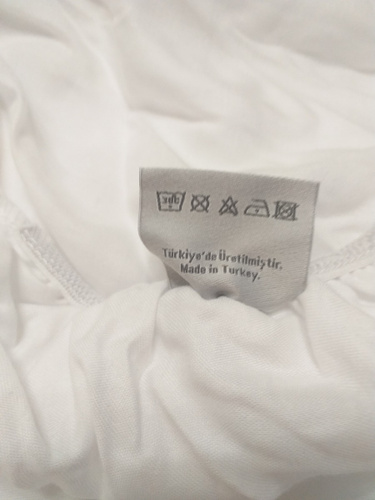 Türkiye'de Üretilmiştir.
Made in Turkey.